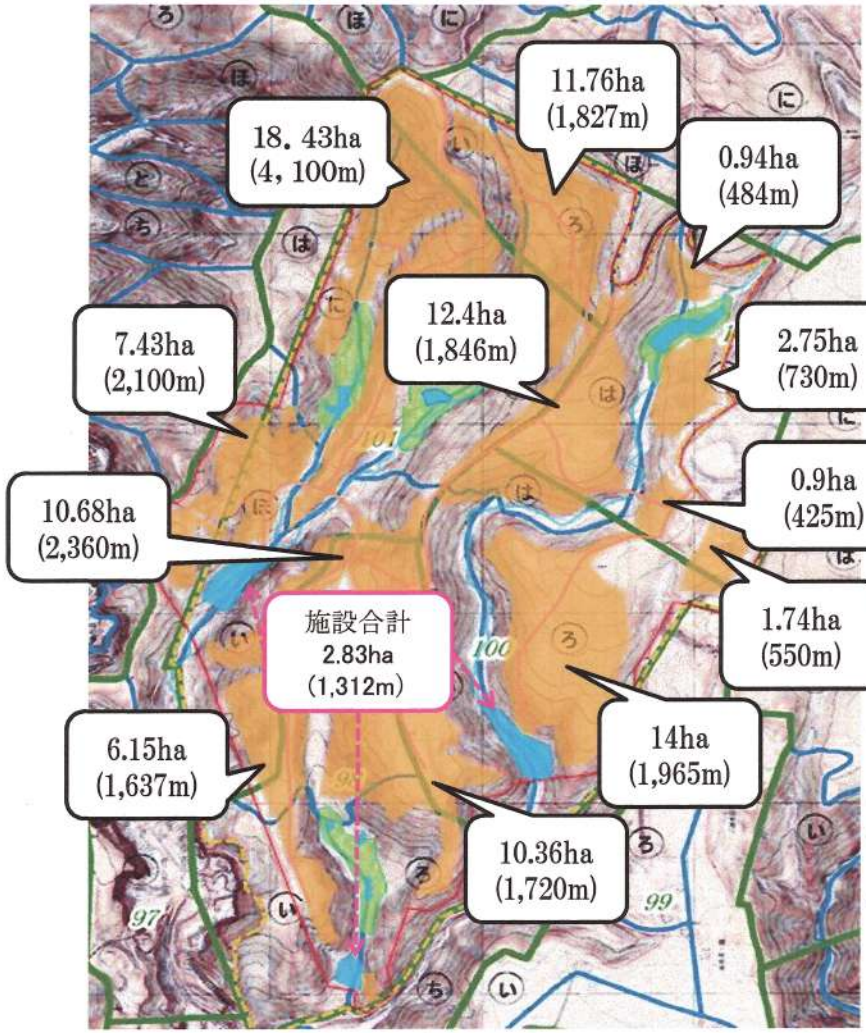 ろ
ほ
に
ほ
に
11.76ha
(1,827m)
18.43ha
(4,100m)
い
ほ
0.94ha
(484m)
と
ち
は
ろ
に
12.4ha
(1,846m)
7.43ha
(2,100m)
2.75ha
(730m)
は
101
に
は
0.9ha
(425m)
ほ
10.68ha
(2,360m)
は
1.74ha
(550m)
施設合計
2.83ha
(1,312m)
い
100
ろ
6.15ha
(1,637m)
14ha
(1,965m)
10.36ha
(1,720m)
ろ
い
ろ
い
97
99
ち
い